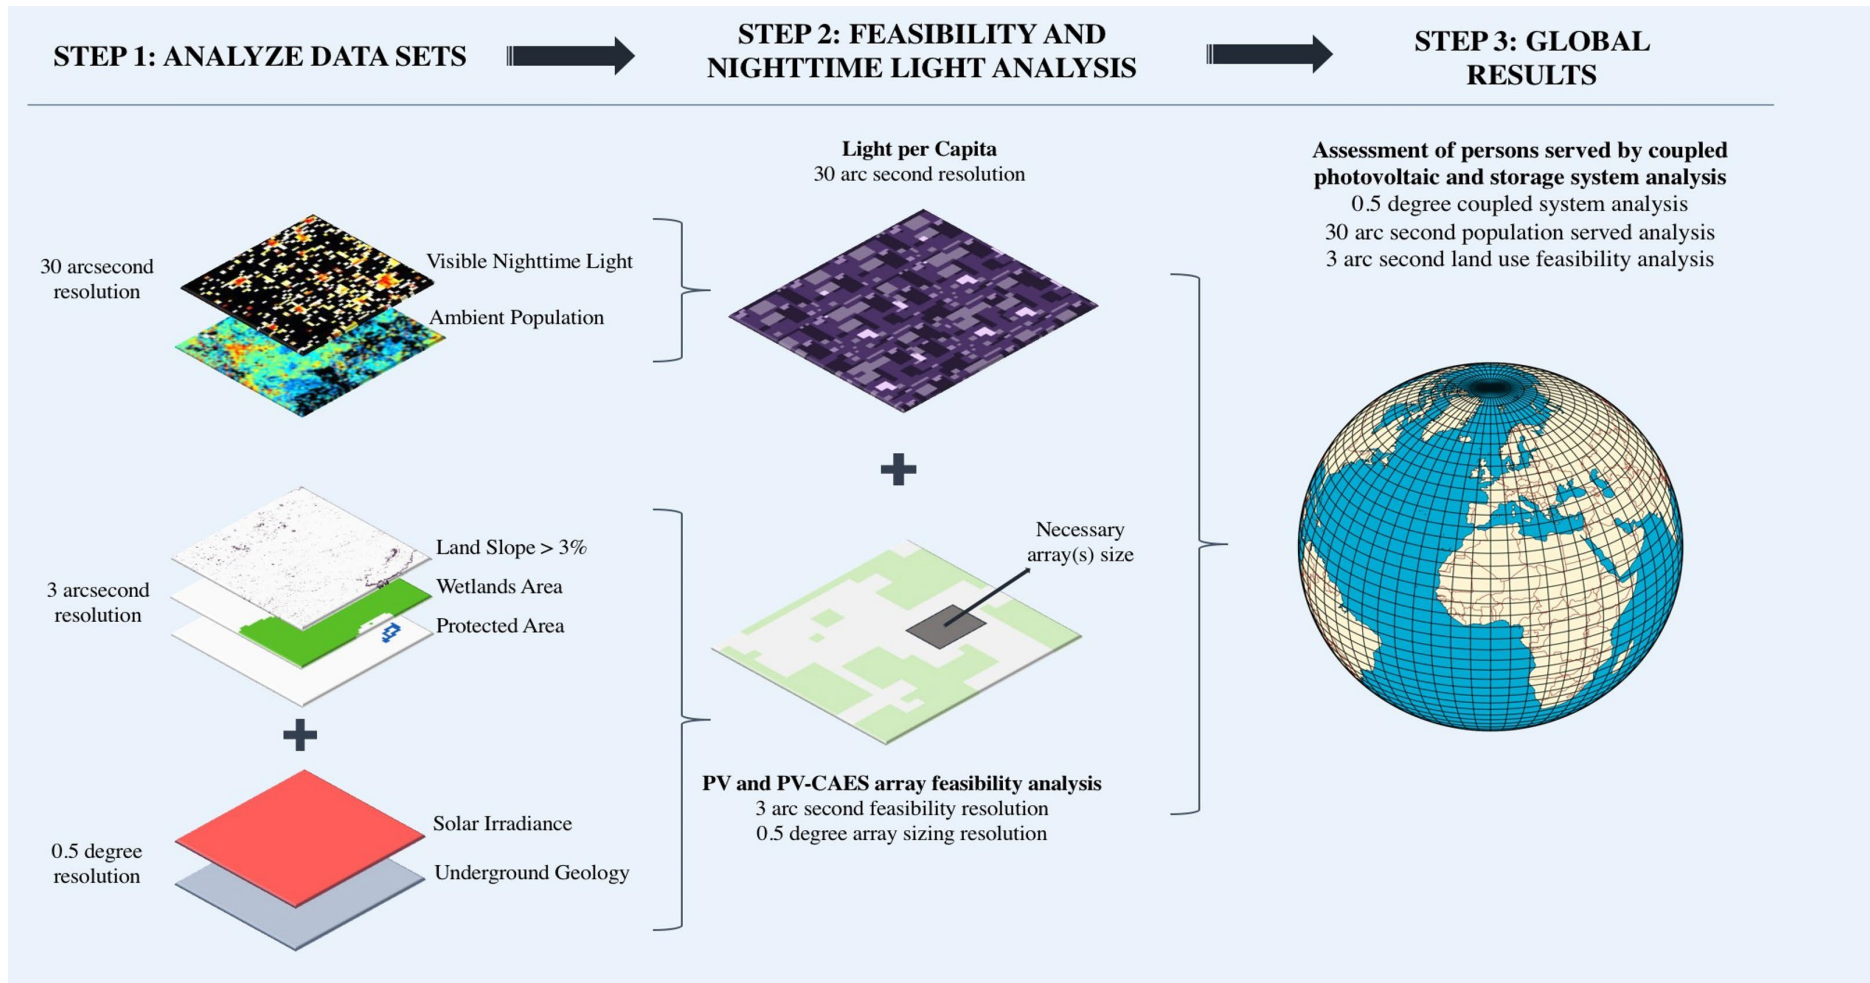 STEP 1: ANALYZE DATA SETS
STEP 2: FEASIBILITY AND
NIGHTTIME LIGHT ANALYSIS
STEP 3: GLOBAL
RESULTS
30 arcsecond
resolution
Visible Nighttime Light
Ambient Population
3 arcsecond
resolution
Land Slope > 3%
Wetlands Area
Protected Area
0.5 degree
resolution
Solar Irradiance
Underground Geology
Light per Capita
30 arc second resolution
Necessary
array(s) size
PV and PV-CAES array feasibility analysis
3 arc second feasibility resolution
0.5 degree array sizing resolution
Assessment of persons served by coupled
photovoltaic and storage system analysis
0.5 degree coupled system analysis
30 arc second population served analysis
3 arc second land use feasibility analysis